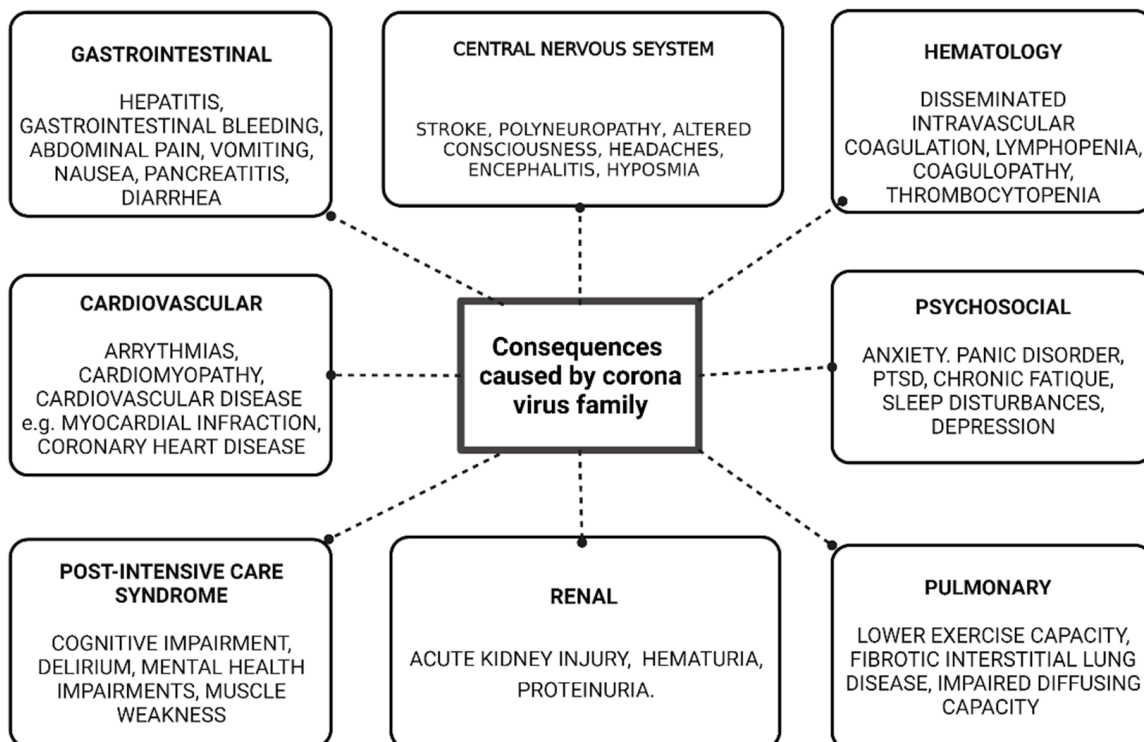 GASTROINTESTINAL
HEPATITIS,
GASTROINTESTINAL BLEEDING,
ABDOMINAL PAIN, VOMITING,
NAUSEA, PANCREATITIS,
DIARRHEA
CENTRAL NERVOUS SEYSTEM
STROKE, POLYNEUROPATHY, ALTERED
CONSCIOUSNESS, HEADACHES,
ENCEPHALITIS, HYPOSMIA
HEMATOLOGY
DISSEMINATED
INTRAVASCULAR
COAGULATION, LYMPHOPENIA,
COAGULOPATHY,
THROMBOCYTOPENIA
CARDIOVASCULAR
ARRYTHMIAS,
CARDIOMYOPATHY,
CARDIOVASCULAR DISEASE
e.g. MYOCARDIAL INFRACTION,
CORONARY HEART DISEASE
Consequences
caused by corona
virus family
PSYCHOSOCIAL
ANXIETY. PANIC DISORDER,
PTSD, CHRONIC FATIQUE,
SLEEP DISTURBANCES,
DEPRESSION
POST-INTENSIVE CARE
SYNDROME
COGNITIVE IMPAIRMENT,
DELIRIUM, MENTAL HEALTH
IMPAIRMENTS, MUSCLE
WEAKNESS
RENAL
ACUTE KIDNEY INJURY, HEMATURIA,
PROTEINURIA.
PULMONARY
LOWER EXERCISE CAPACITY,
FIBROTIC INTERSTITIAL LUNG
DISEASE, IMPAIRED DIFFUSING
CAPACITY